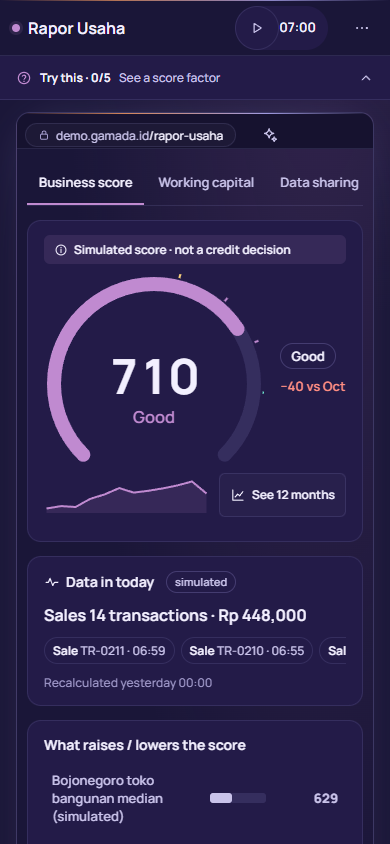 Rapor Usaha
07:00
Try this · 0/5 See a score factor
demo.gamada.id/rapor-usaha
Business score Working capital Data sharing
Simulated score · not a credit decision
710
Good
Good
−40 vs Oct
See 12 months
Data in today simulated
Sales 14 transactions · Rp 448,000
Sale TR-0211 · 06:59 Sale TR-0210 · 06:55 Sal
Recalculated yesterday 00:00
What raises / lowers the score
Bojonegoro toko
bangunan median
(simulated)
629